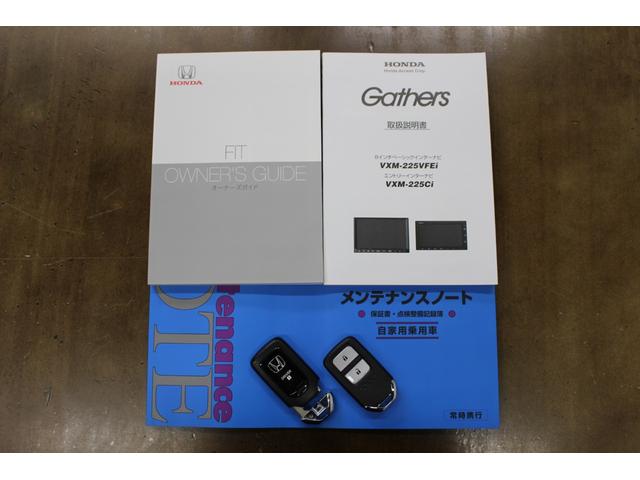 HONDA
FIT
OWNER'S GUIDE
オーナーズガイド
HONDA
Honda Access Corp.
Gathers
取扱説明書
8インチベーシックインターナビ
VXM-225VFEi
エントリーインターナビ
VXM-225Ci
メンテナンスノート
保証書・点検整備記録簿
自家用乗用車
tenance
OTE
常時携行